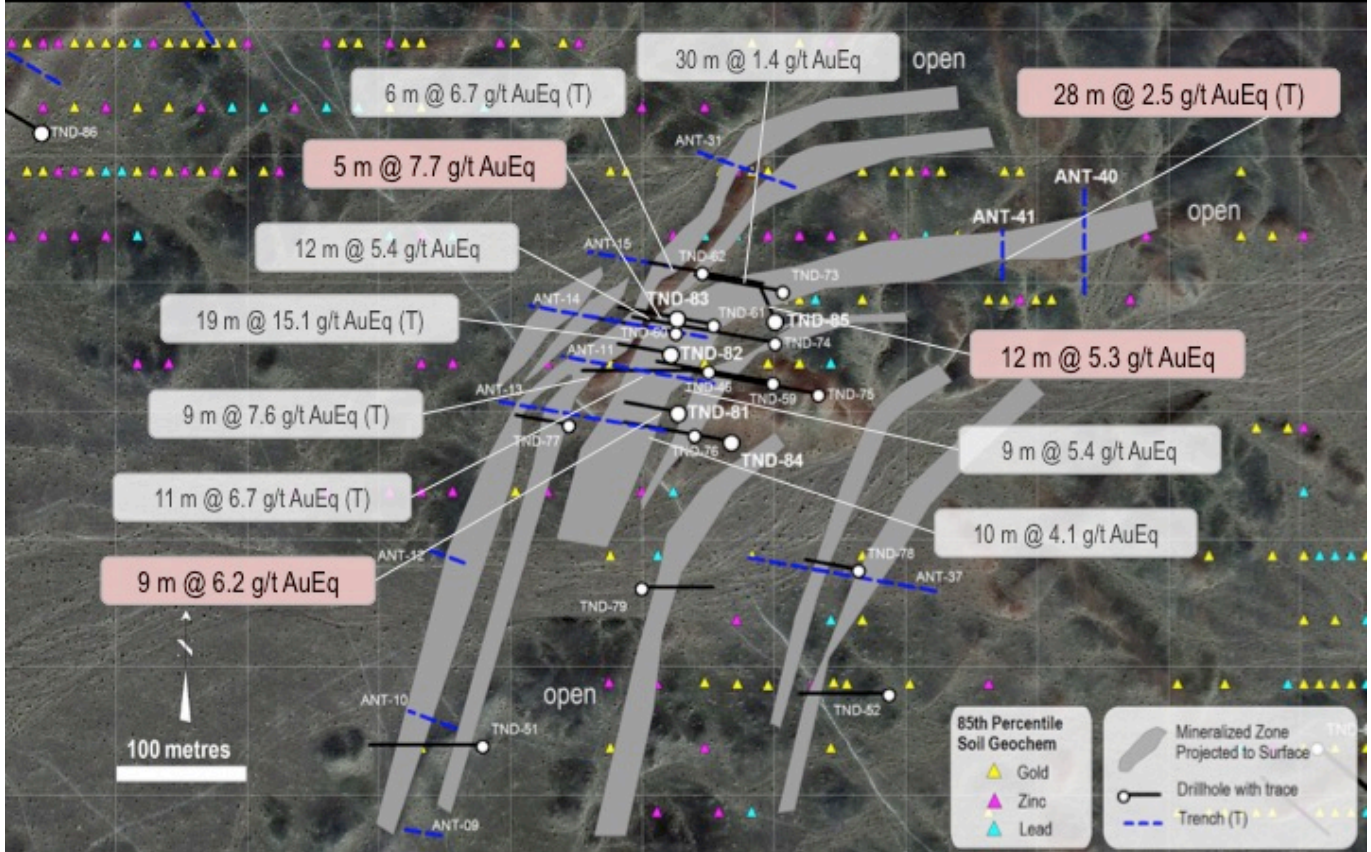 30 m @ 1.4 g/t AuEq
open
6 m @ 6.7 g/t AuEq (T)
28 m @ 2.5 g/t AuEq (T)
TND-86
ANT-31
5 m @ 7.7 g/t AuEq
ANT-40
ANT-41
open
12 m @ 5.4 g/t AuEq
ANT-15
TND-62
TND-73
ANT-14
TND-83
TND-61
TND-85
19 m @ 15.1 g/t AuEq (T)
TND-60
TND-74
ANT-11
TND-82
12 m @ 5.3 g/t AuEq
ANT-13
TND-46
TND-59
TND-75
9 m @ 7.6 g/t AuEq (T)
TND-81
TND-77
TND-76
TND-84
9 m @ 5.4 g/t AuEq
11 m @ 6.7 g/t AuEq (T)
10 m @ 4.1 g/t AuEq
ANT-12
TND-78
ANT-37
9 m @ 6.2 g/t AuEq
TND-79
N
open
ANT-10
TND-51
TND-52
100 metres
ANT-09
85th Percentile
Soil Geochem
Gold
Zinc
Lead
Mineralized Zone
Projected to Surface
Drillhole with trace
Trench (T)